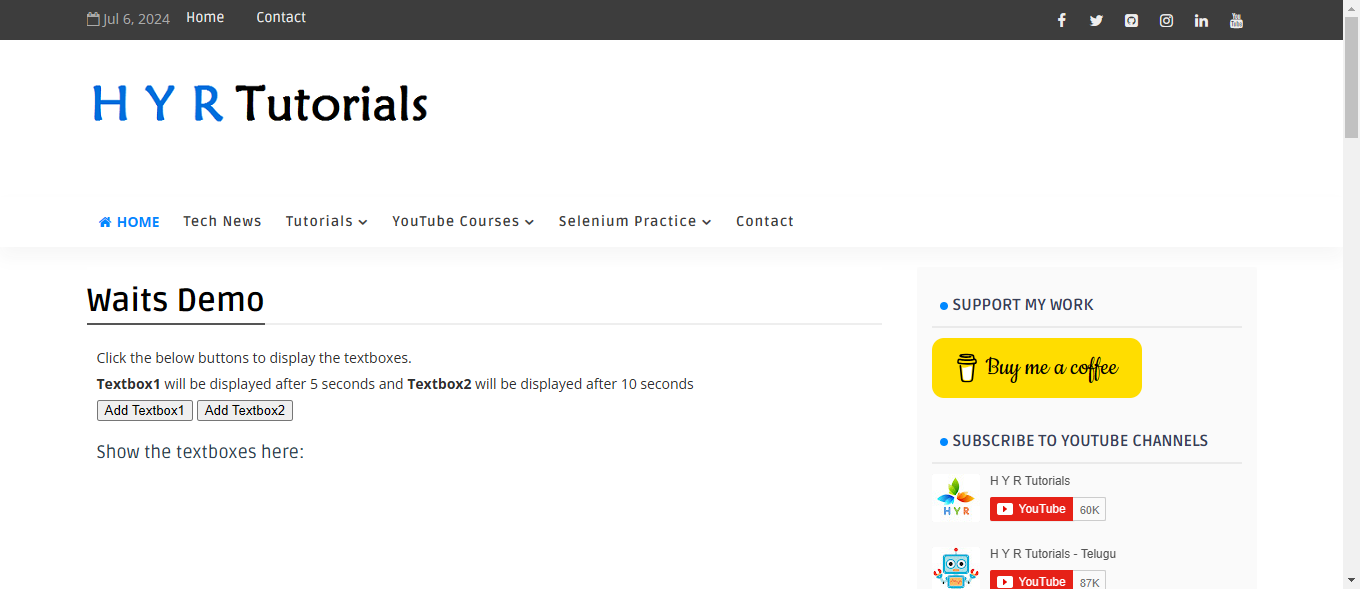 Jul 6, 2024 Home Contact
H Y R Tutorials
HOME Tech News Tutorials YouTube Courses Selenium Practice Contact
Waits Demo
Click the below buttons to display the textboxes.
Textbox1 will be displayed after 5 seconds and Textbox2 will be displayed after 10 seconds
Add Textbox1 Add Textbox2
Show the textboxes here:
SUPPORT MY WORK
Buy me a coffee
SUBSCRIBE TO YOUTUBE CHANNELS
H Y R
H Y R Tutorials
YouTube 60K
H Y R Tutorials - Telugu
YouTube 87K